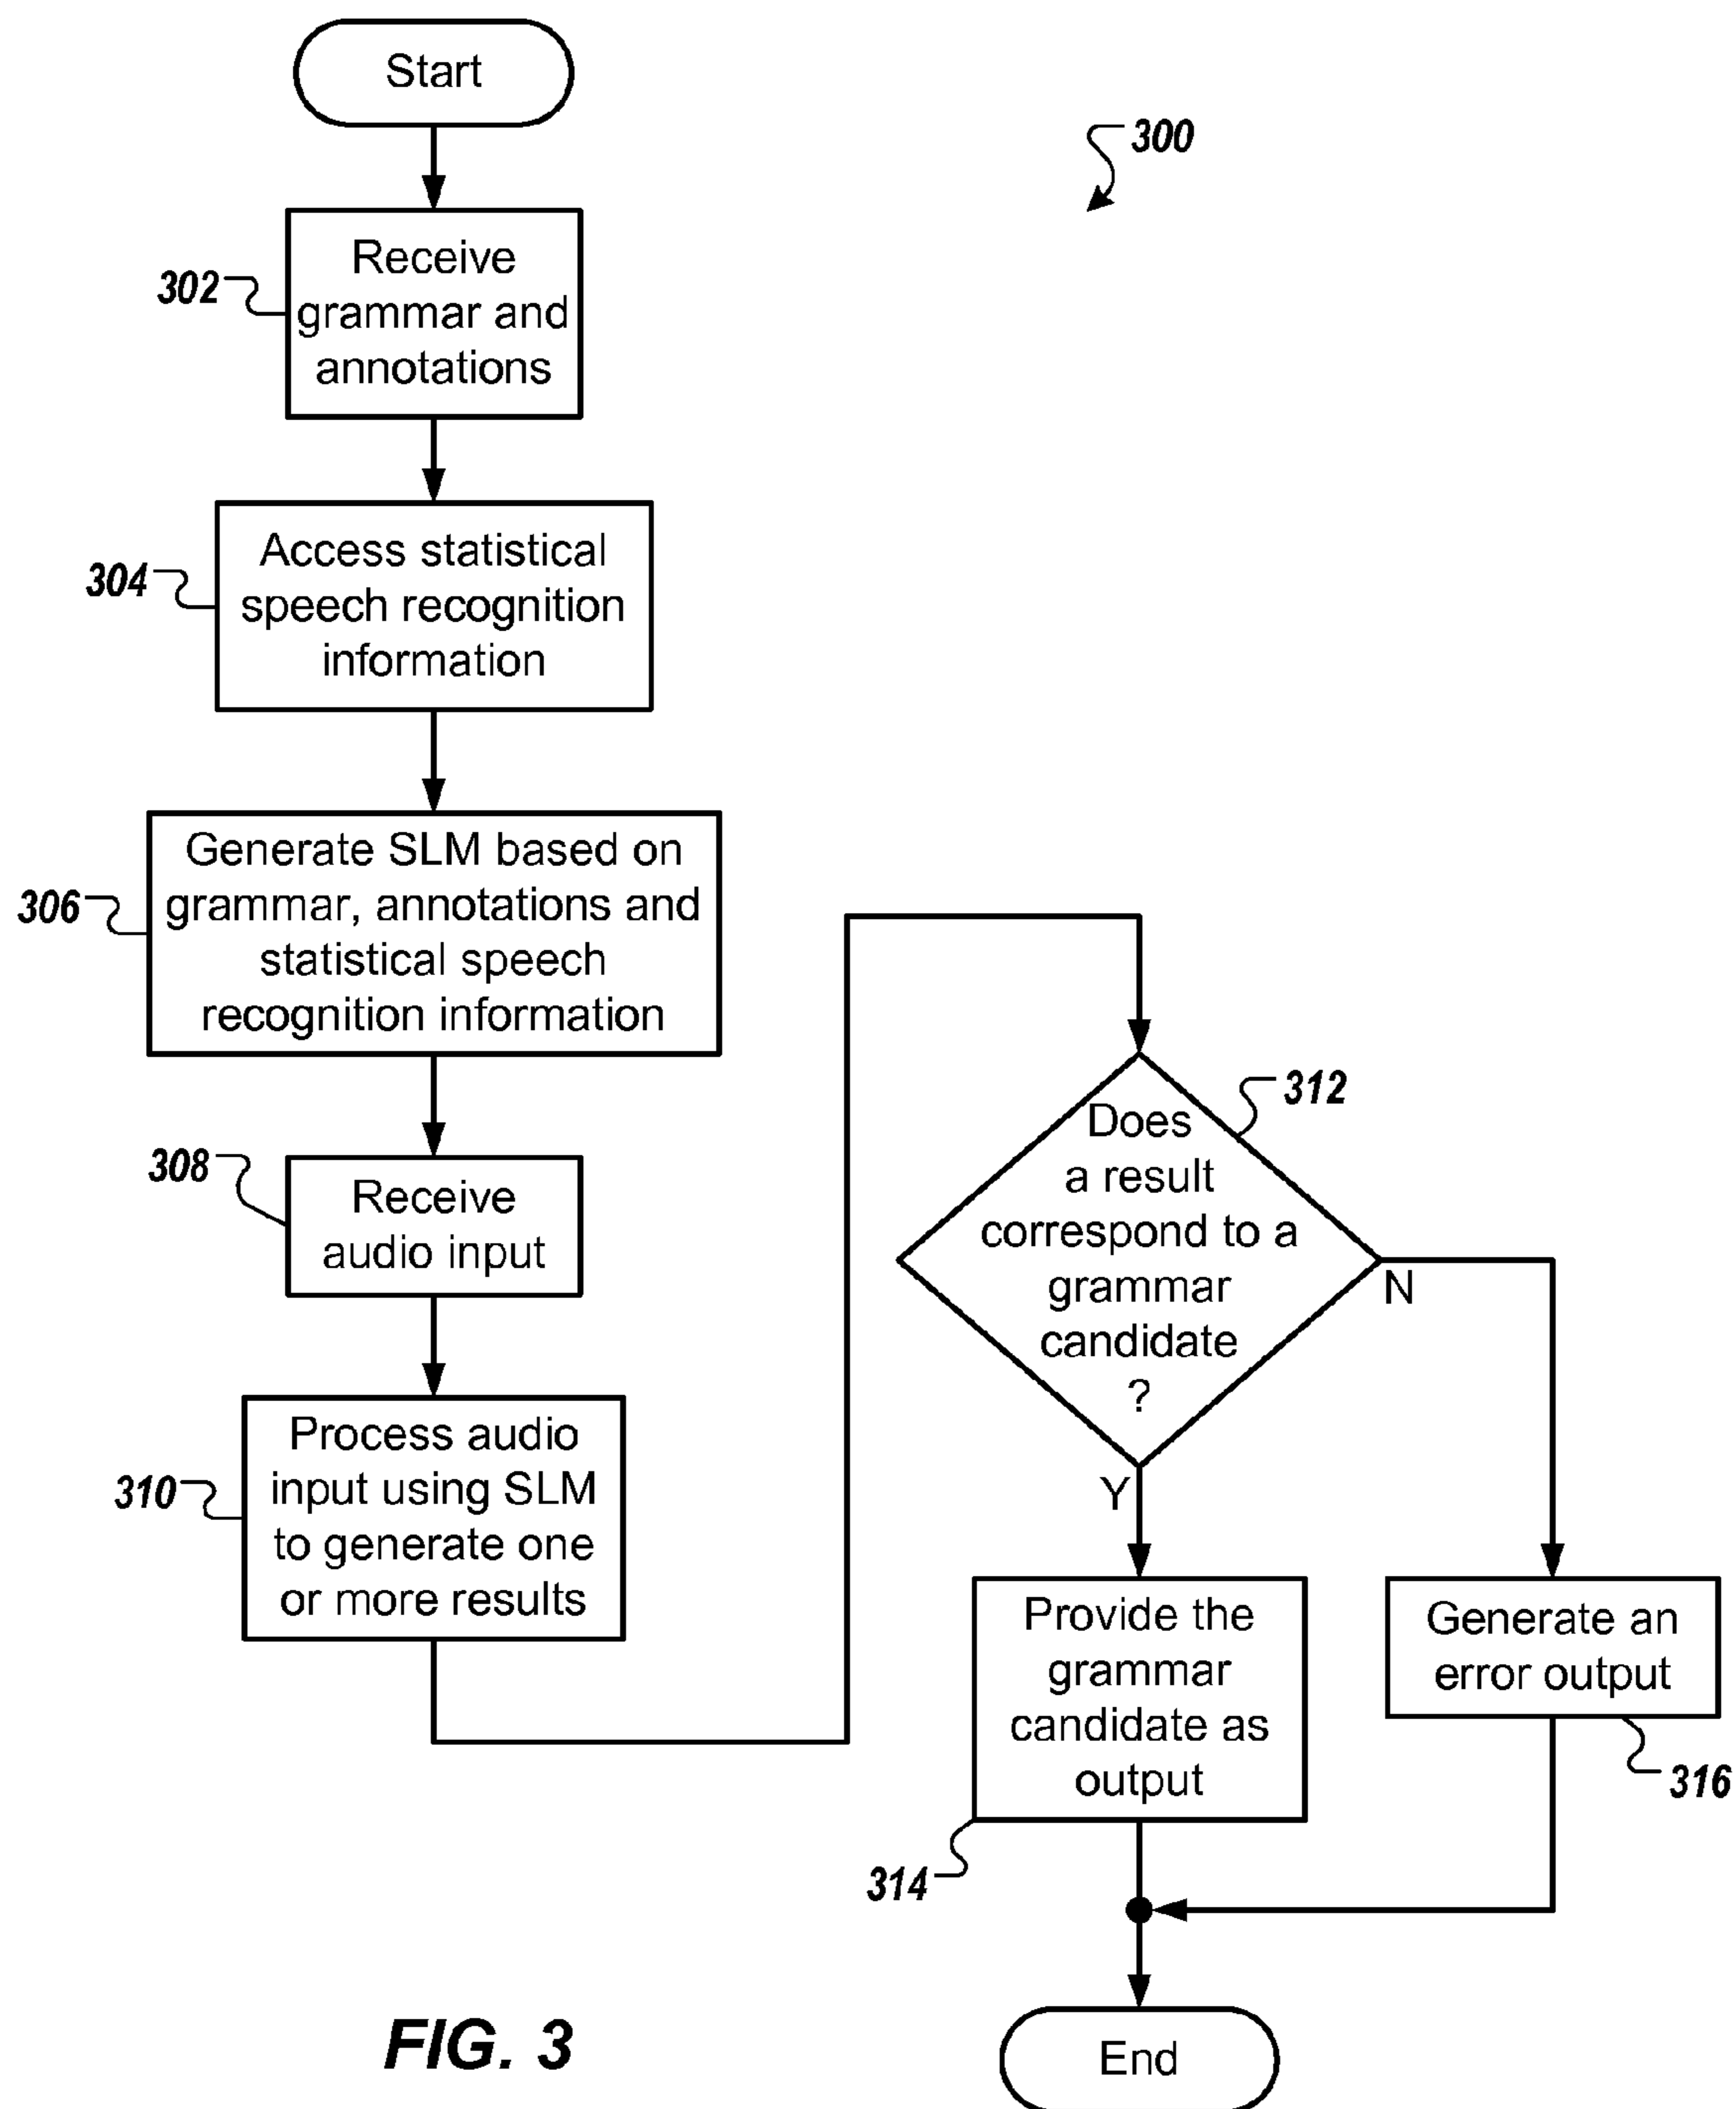 Start
300
302
Receive
grammar and
annotations
304
Access statistical
speech recognition
information
306
Generate SLM based on
grammar, annotations and
statistical speech
recognition information
308
Receive
audio input
310
Process audio
input using SLM
to generate one
or more results
312
Does
a result
correspond to a
grammar
candidate
?
N
Y
Provide the
grammar
candidate as
output
314
Generate an
error output
316
End
FIG. 3